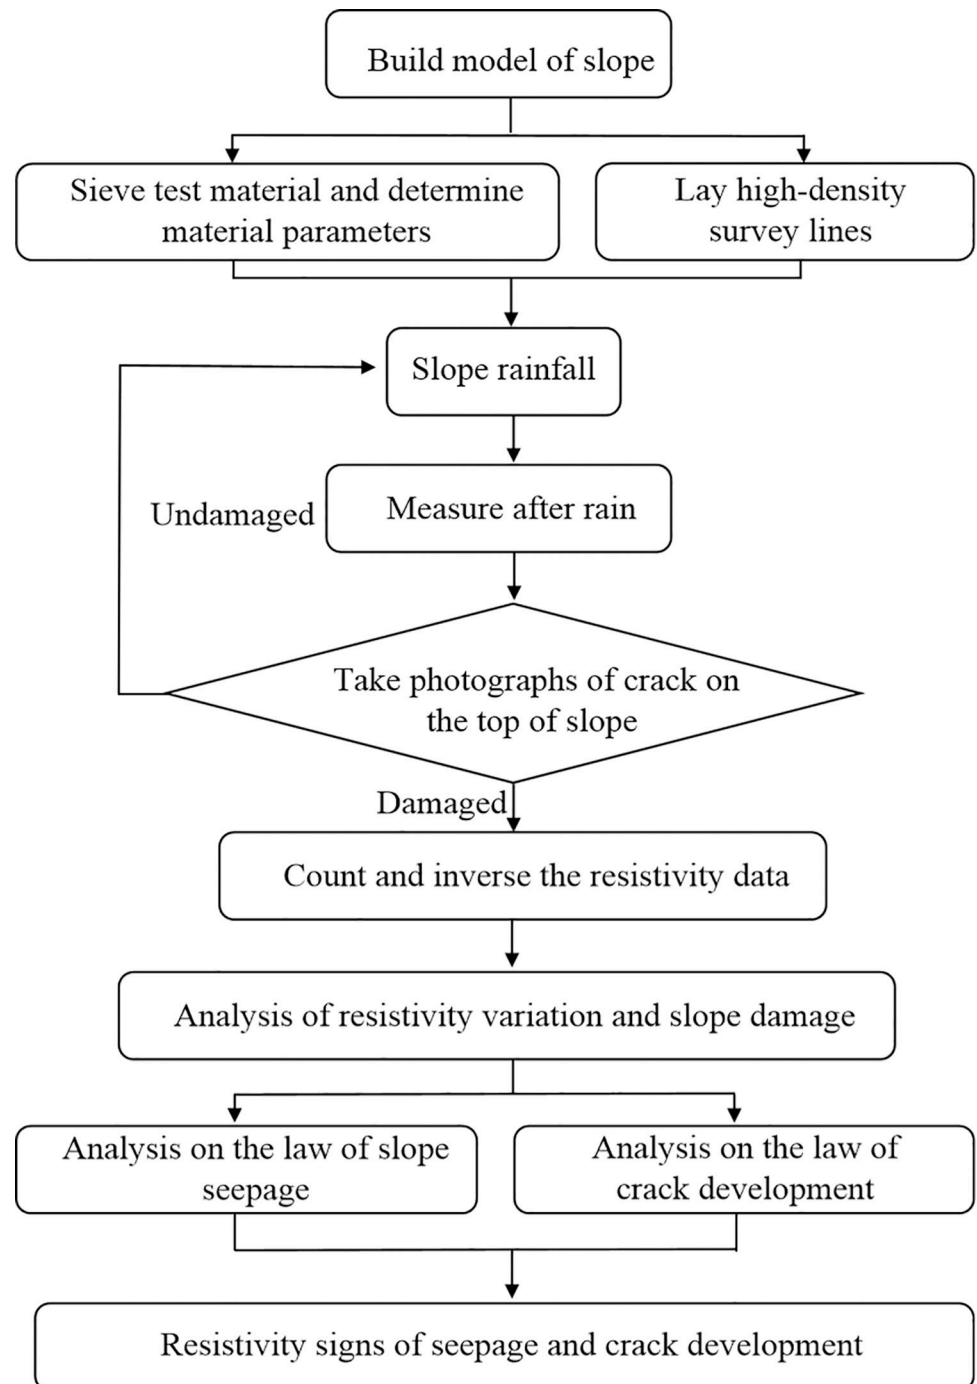 Build model of slope
Sieve test material and determine
material parameters
Lay high-density
survey lines
Slope rainfall
Undamaged
Measure after rain
Take photographs of crack on
the top of slope
Damaged
Count and inverse the resistivity data
Analysis of resistivity variation and slope damage
Analysis on the law of slope
seepage
Analysis on the law of
crack development
Resistivity signs of seepage and crack development